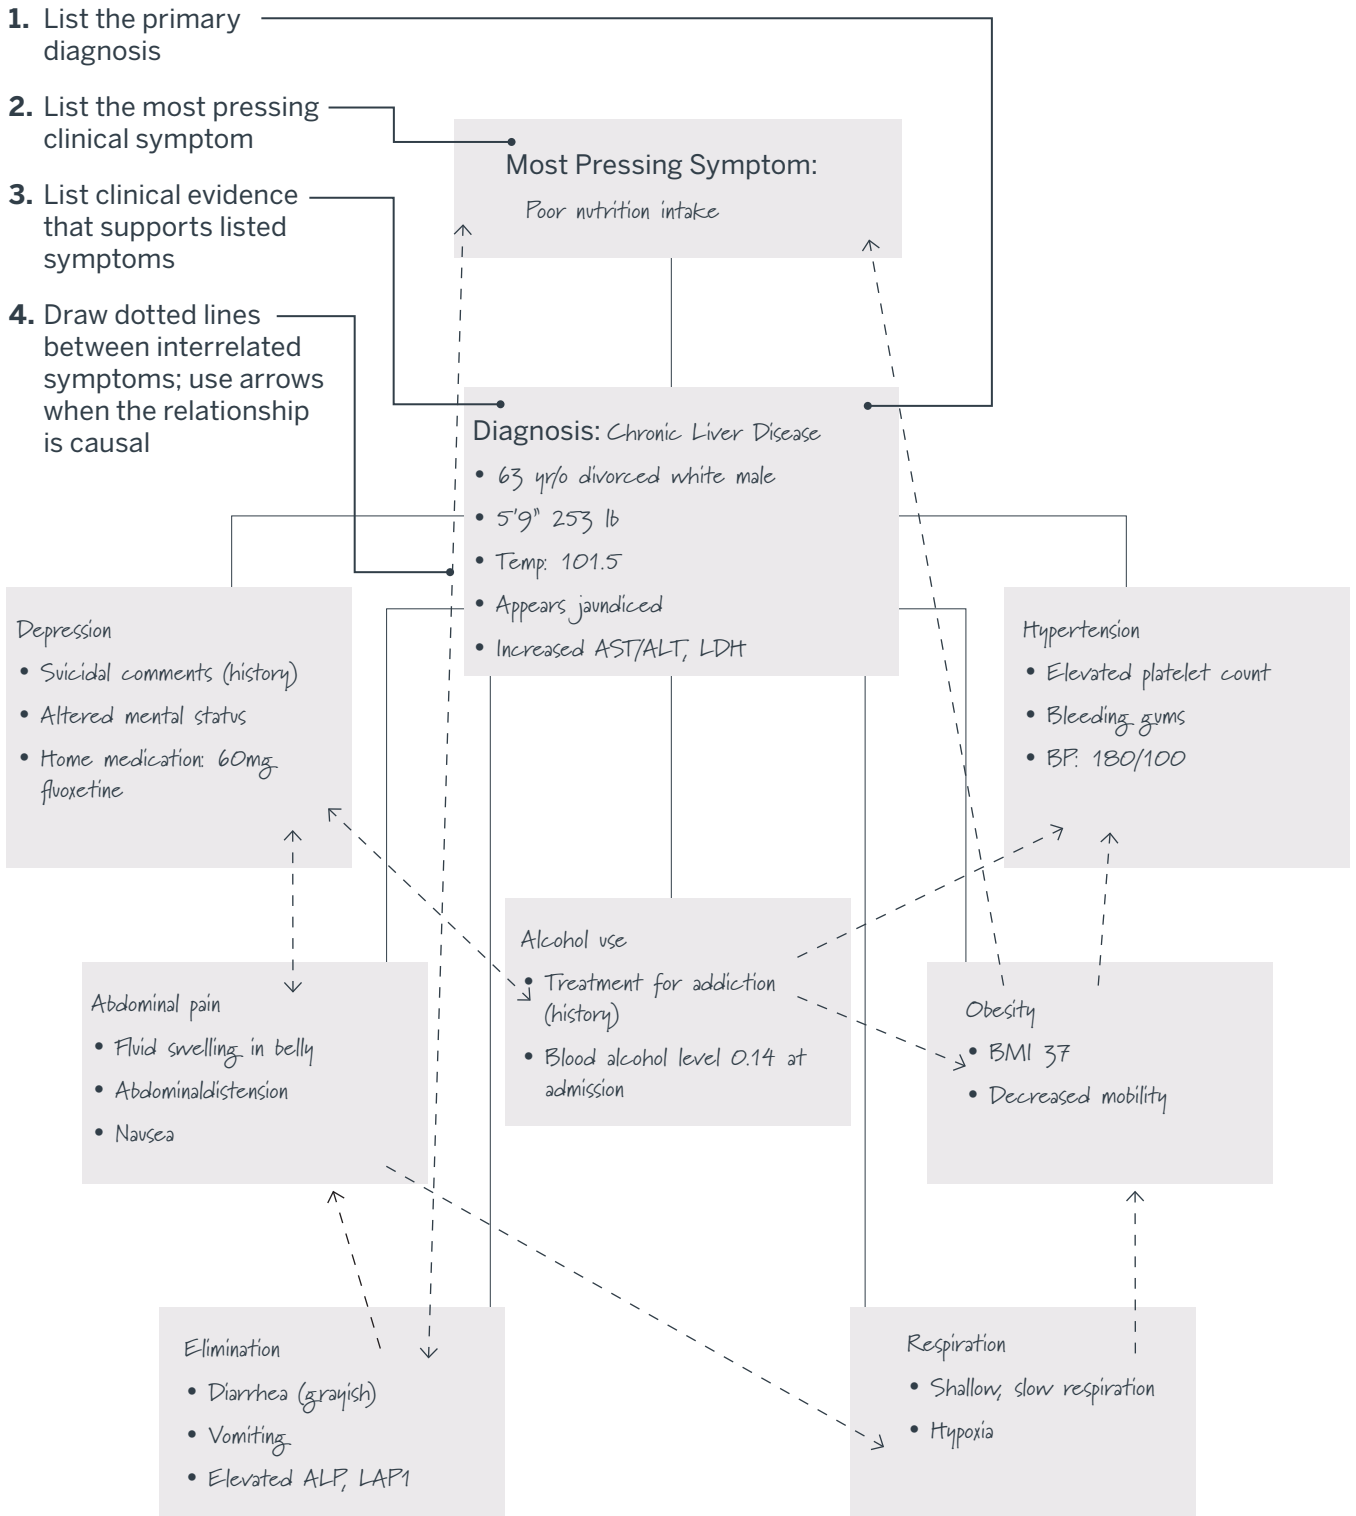 1. List the primary
diagnosis
2. List the most pressing
clinical symptom
3. List clinical evidence
that supports listed
symptoms
4. Draw dotted lines
between interrelated
symptoms; use arrows
when the relationship
is causal
Most Pressing Symptom:
Poor nutrition intake
Diagnosis: Chronic Liver Disease
• 63 yr/o divorced white male
• 5'9" 253 lb
• Temp: 101.5
• Appears jaundiced
• Increased AST/ALT, LDH
Depression
• Suicidal comments (history)
• Altered mental status
• Home medication: 60mg
fluoxetine
Hypertension
• Elevated platelet count
• Bleeding gums
• BP: 180/100
Abdominal pain
• Fluid swelling in belly
• Abdominaldistension
• Nausea
Alcohol use
• Treatment for addiction
(history)
• Blood alcohol level 0.14 at
admission
Obesity
• BMI 37
• Decreased mobility
Elimination
• Diarrhea (grayish)
• Vomiting
• Elevated ALP, LAP1
Respiration
• Shallow, slow respiration
• Hypoxia